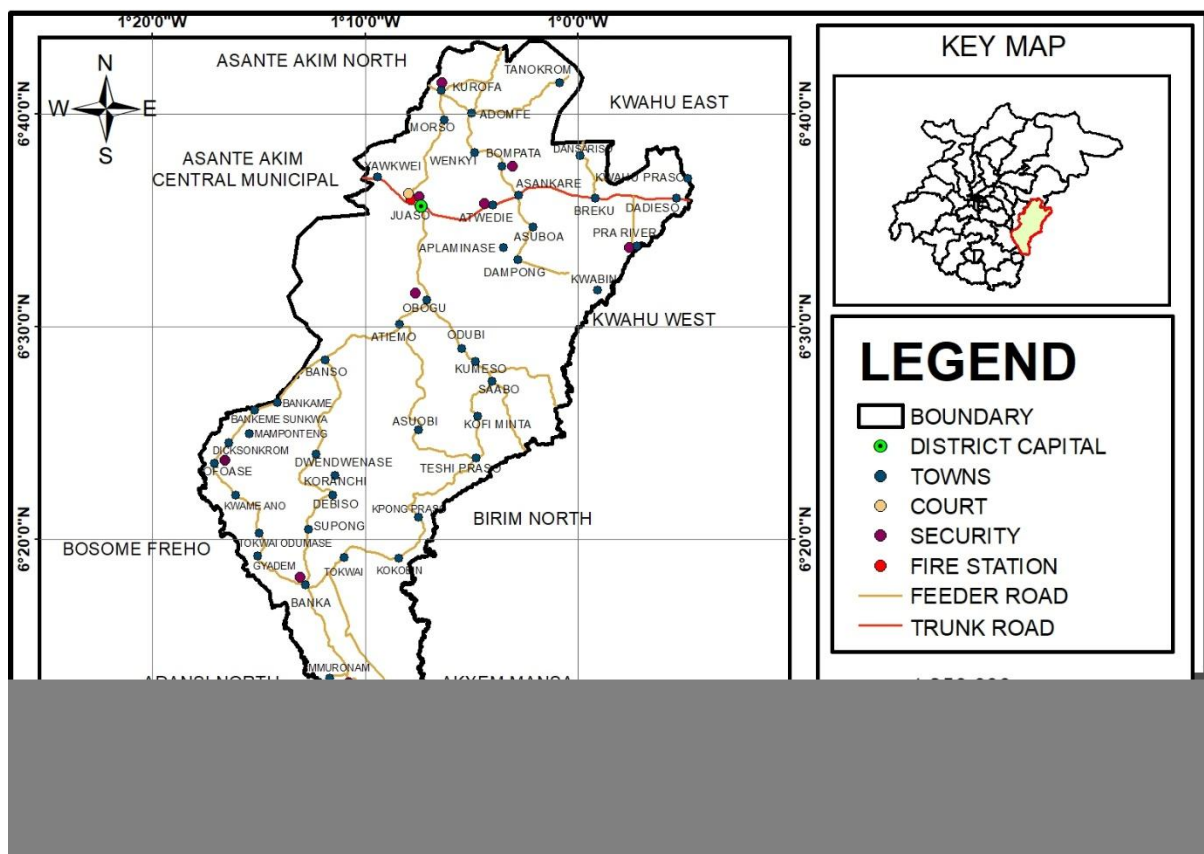 1°20'0"W
1°10'0"W
1°0'0"W
N
W
E
S
6°40'0"N
6°30'0"N
6°20'0"N
6°40'0"N
6°30'0"N
6°20'0"N
ASANTE AKIM NORTH
TANOKROM
KUROFA
KWAHU EAST
ADOMFE
MORSO
ASANTE AKIM
CENTRAL MUNICIPAL
YAWKWEI
WENKYI
BOMPATA
DANSARISO
KWAHU PRASO
ASANKARE
JUASO
ATWEDIE
BREKU
DADIESO
ASUBOA
PRA RIVER
APLAMINASE
DAMPONG
KWABIN
OBOGU
KWAHU WEST
ATIEMO
ODUBI
BANSO
KUMESO
SAABO
BANKAME
BANKEME SUNKWA
ASUOBI
KOFI MINTA
MAMPONTENG
DICKSONKROM
DWENDWENASE
OFOASE
TESHI PRASO
KORANCHI
KWAME ANO
DEBISO
KPONG PRASO
BIRIM NORTH
SUPONG
TOKWAI ODUMASE
BOSOME FREHO
GYADEM
TOKWAI
KOKOBIN
BANKA
MMURONAM
KEY MAP
LEGEND
BOUNDARY
DISTRICT CAPITAL
TOWNS
COURT
SECURITY
FIRE STATION
FEEDER ROAD
TRUNK ROAD